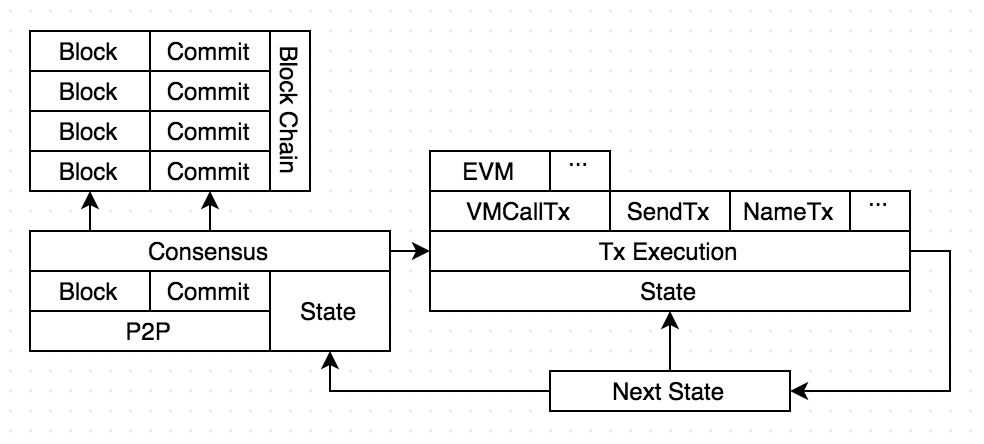 Block Commit
Block Commit
Block Commit
Block Commit
Block Chain
EVM ...
VMCallTx SendTx NameTx ...
Consensus
Tx Execution
Block Commit
State
P2P
State
Next State